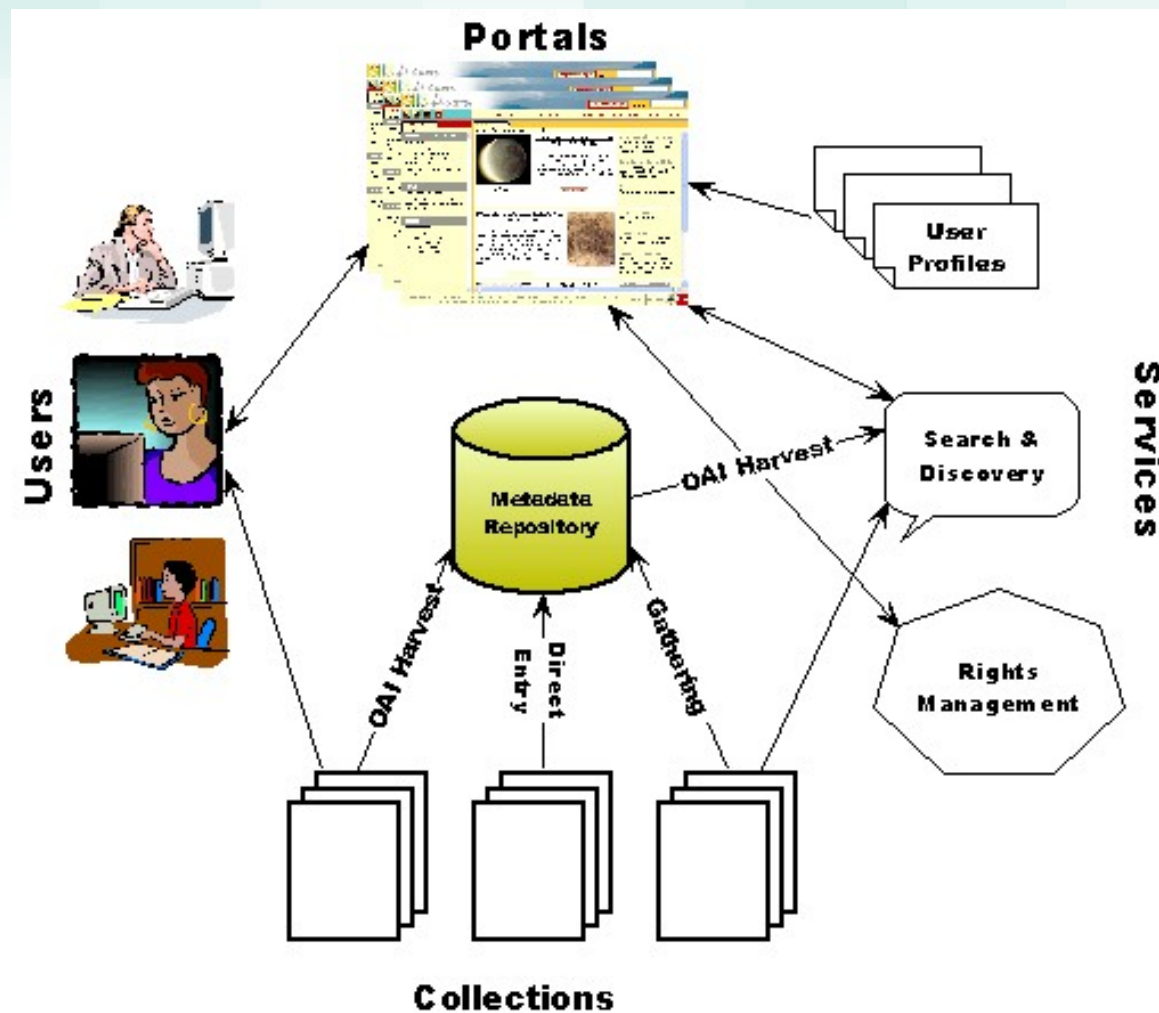 Portals
User
Profiles
Users
Services
Search &
Discovery
OAI Harvest
Metadata
Repository
OAI Harvest
Direct
Entry
Gathering
Rights
Management
Collections